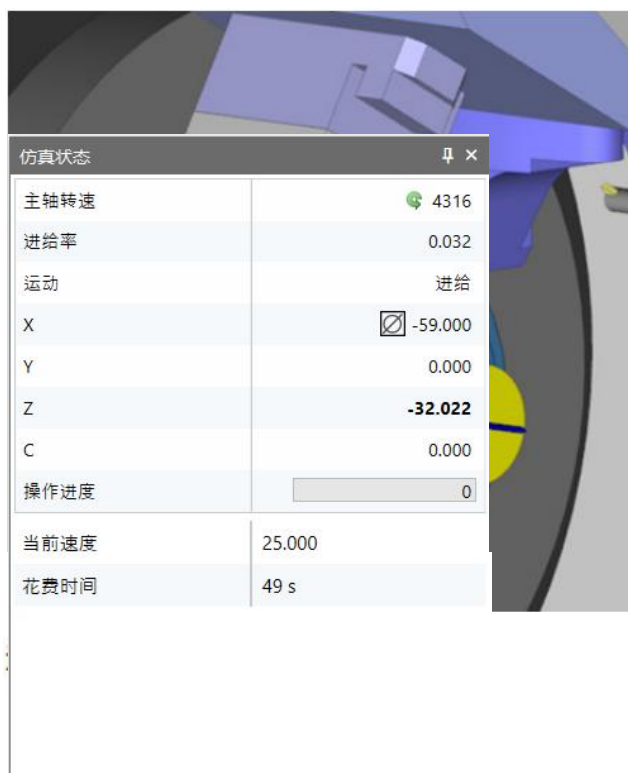 仿真状态
主轴转速 4316
进给率 0.032
运动 进给
X -59.000
Y 0.000
Z -32.022
C 0.000
操作进度 0
当前速度 25.000
花费时间 49 s